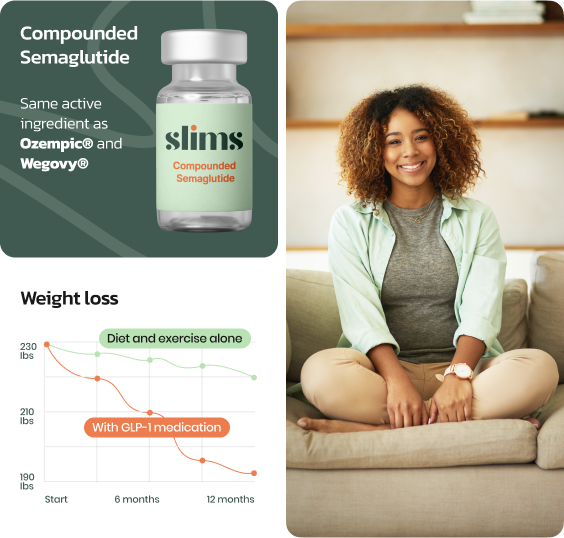 Compounded
Semaglutide
Same active
ingredient as
Ozempic® and
Wegovy®
slims
Compounded
Semaglutide
Weight loss
230
lbs
Diet and exercise alone
210
lbs
With GLP-1 medication
190
lbs
Start 6 months 12 months